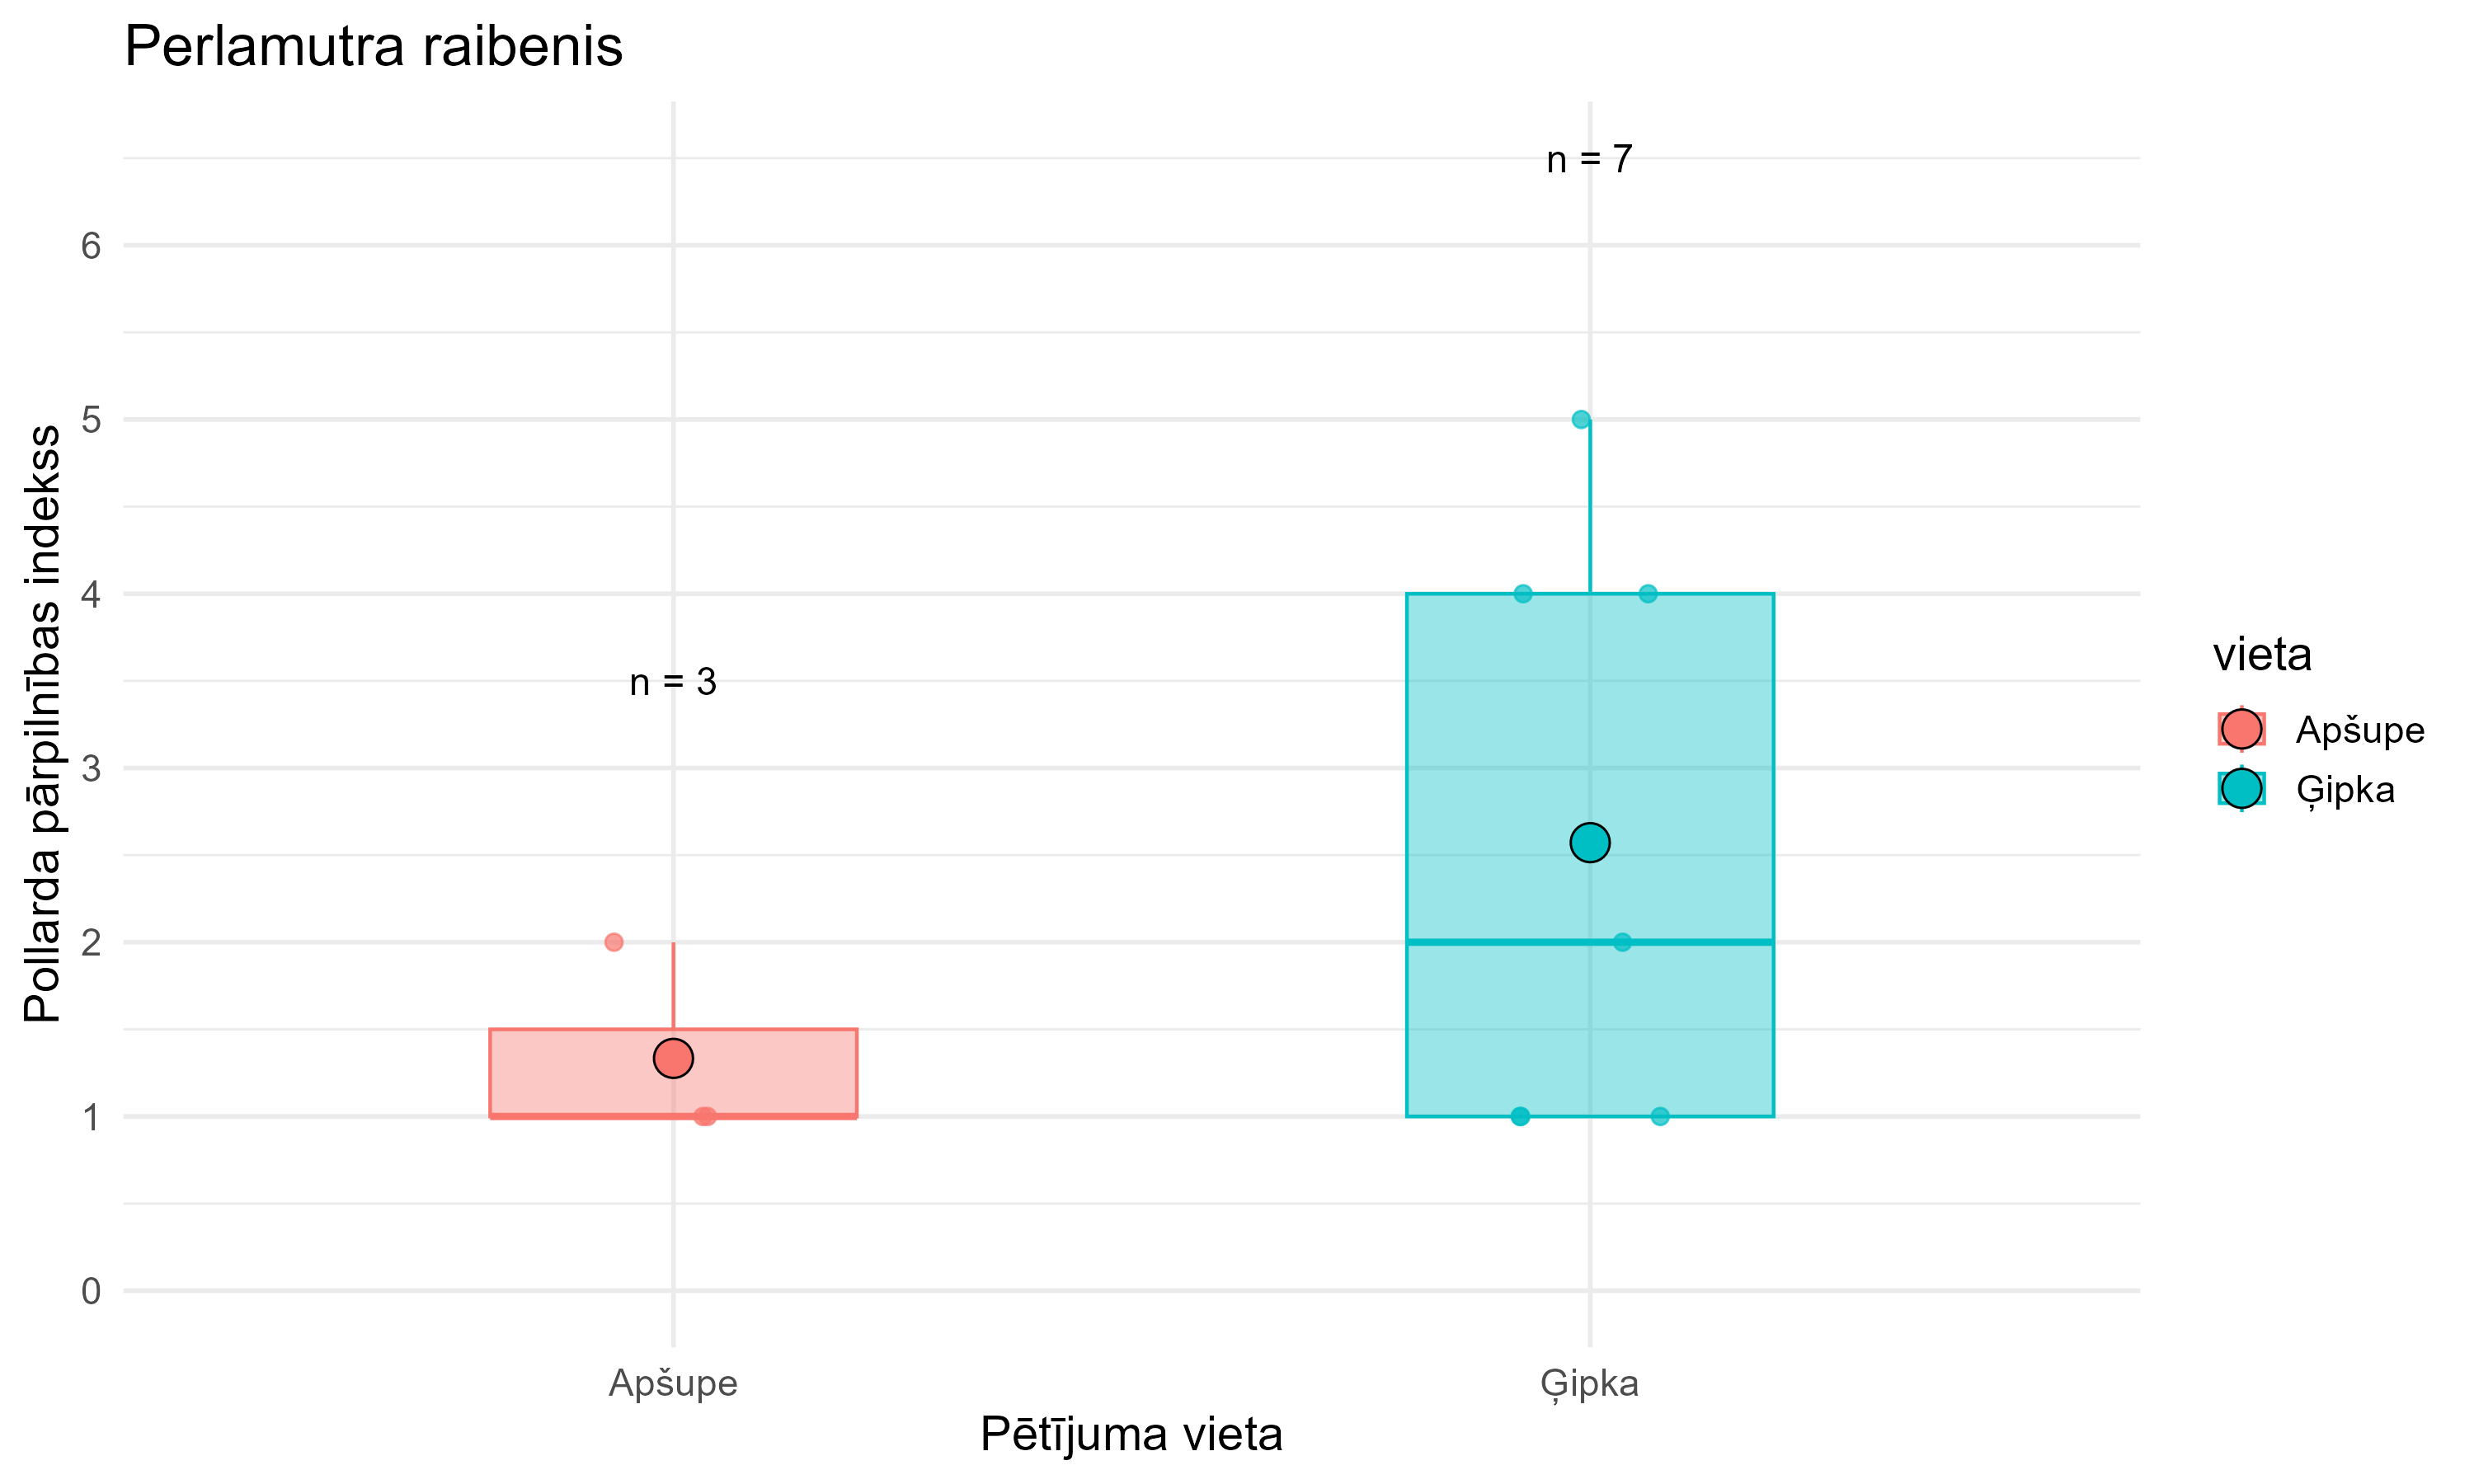 Perlamutra raibenis
n = 7
6
5
4
n = 3
3
2
1
0
Pollarda pārpilnības indekss
Apšupe
Ģipka
Pētījuma vieta
vieta
Apšupe
Ģipka